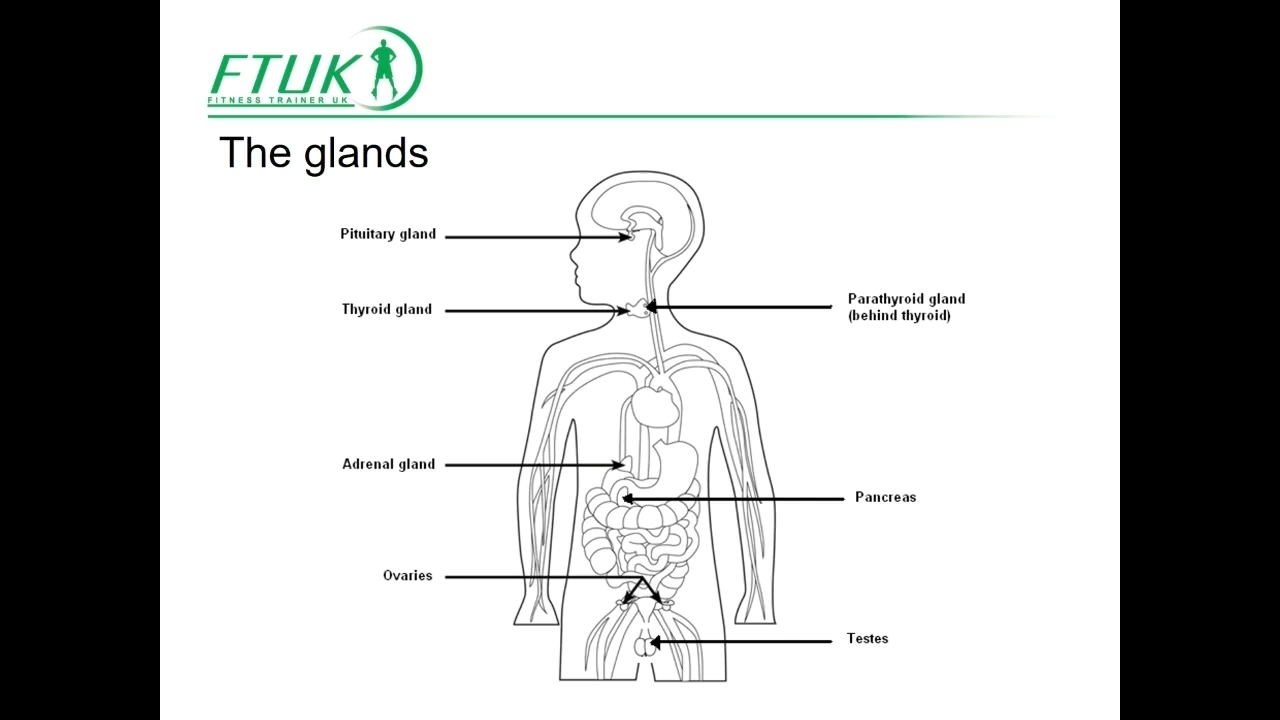 FTUK
FITNESS TRAINER UK
The glands
Pituitary gland
Thyroid gland
Parathyroid gland
(behind thyroid)
Adrenal gland
Pancreas
Ovaries
Testes